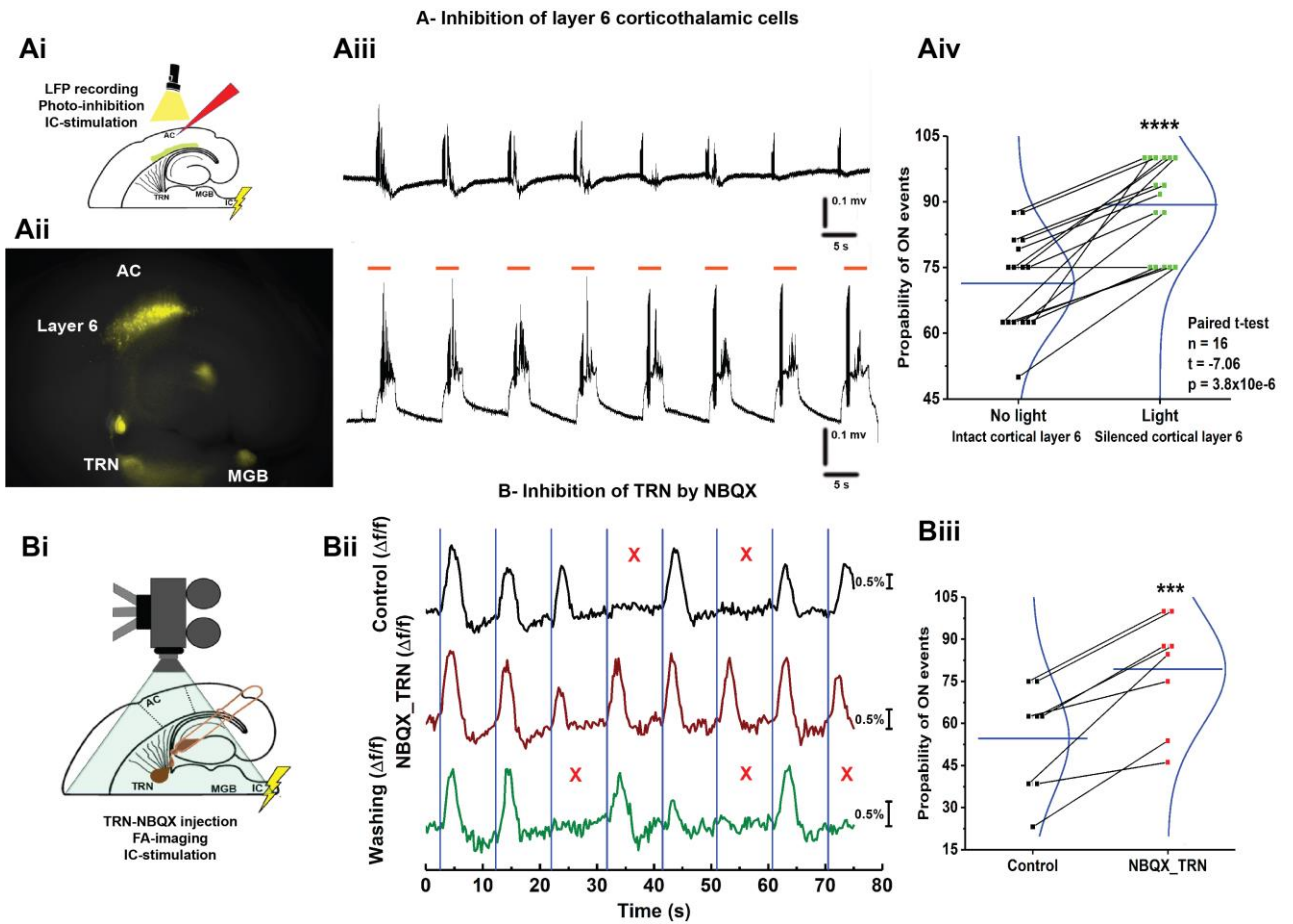 A- Inhibition of layer 6 corticothalamic cells
Ai
LFP recording
Photo-inhibition
IC-stimulation
AC
TRN
MGB
IC
Aii
AC
Layer 6
TRN
MGB
Aiii
0.1 mv
5 s
0.1 mv
5 s
Aiv
****
Propability of ON events
105
90
75
60
45
Paired t-test
n = 16
t = -7.06
p = 3.8x10e-6
No light
Light
Intact cortical layer 6
Silenced cortical layer 6
B- Inhibition of TRN by NBQX
Bi
AC
TRN
MGB
IC
TRN-NBQX injection
FA-imaging
IC-stimulation
Bii
Control (Δf/f)
X
X
0.5%
NBQX_TRN (Δf/f)
0.5%
Washing (Δf/f)
X
X
X
0.5%
0 10 20 30 40 50 60 70 80
Time (s)
Biii
***
Propability of ON events
105
90
75
60
45
30
15
Control
NBQX_TRN